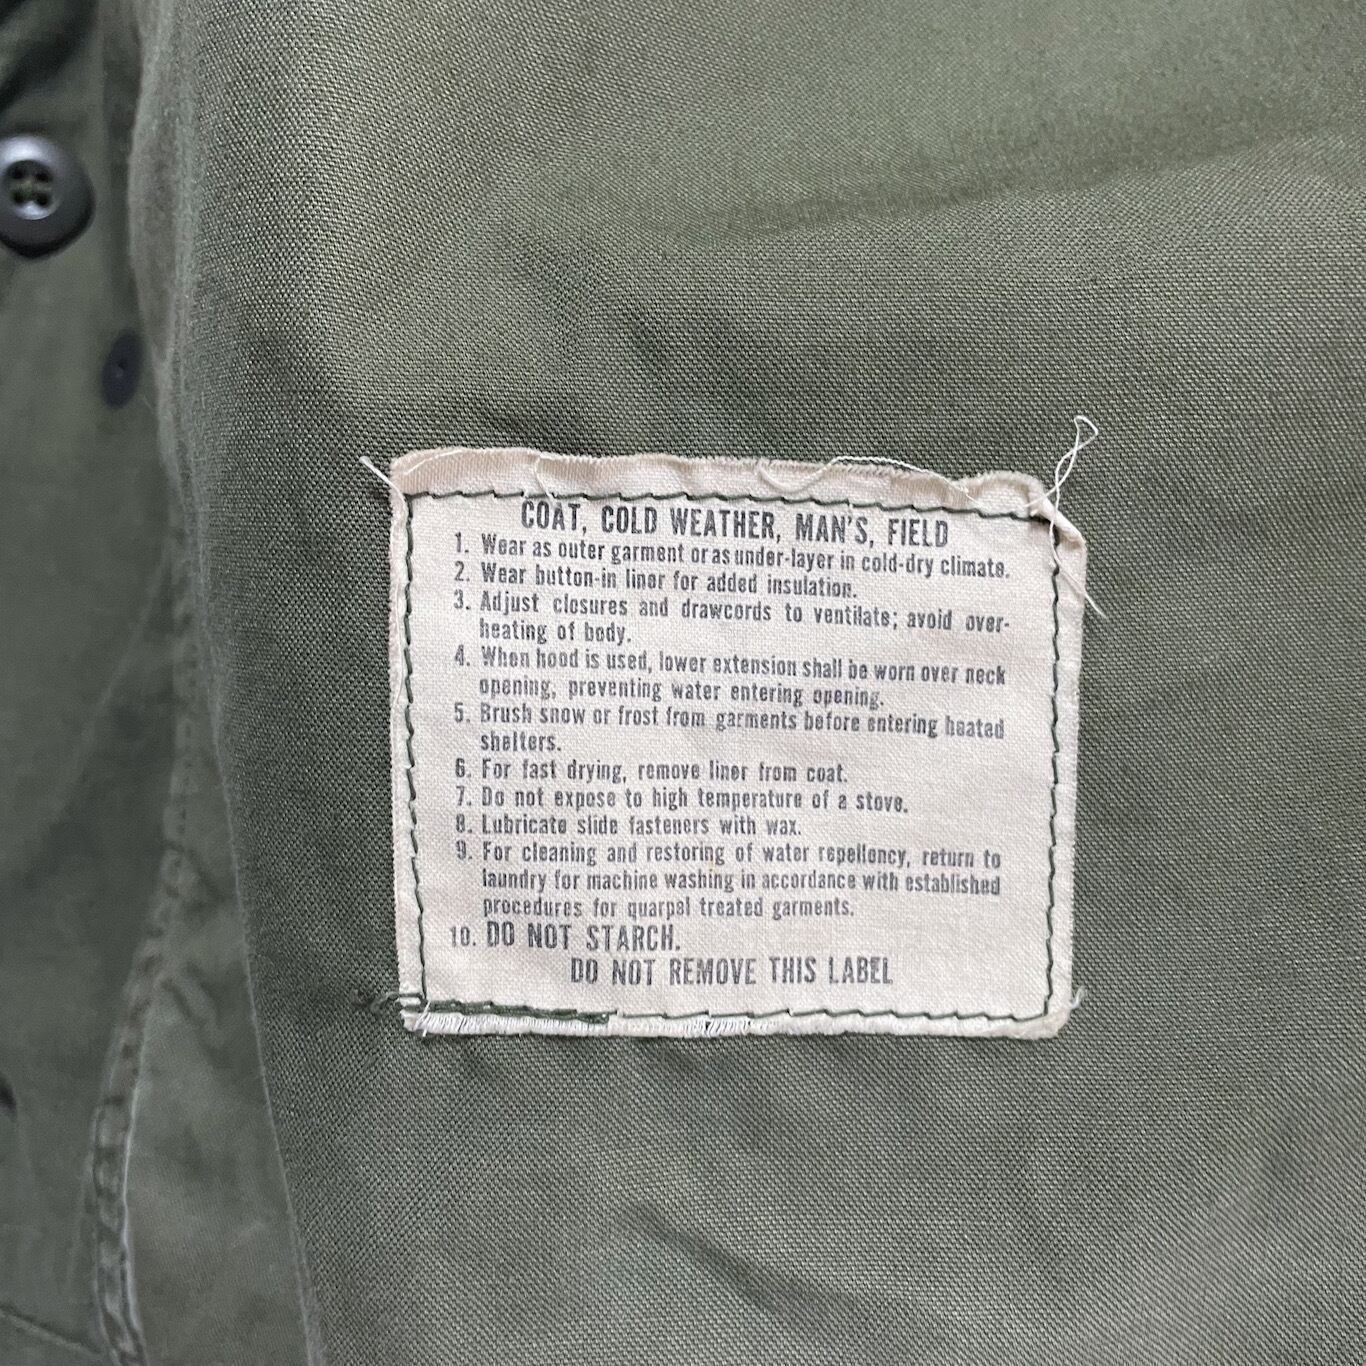 COAT, COLD WEATHER, MAN'S, FIELD
1. Wear as outer garment or as under-layer in cold-dry climate.
2. Wear button-in liner for added insulation.
3. Adjust closures and drawcords to ventilate; avoid over-
heating of body.
4. When hood is used, lower extension shall be worn over neck
opening, preventing water entering opening.
5. Brush snow or frost from garments before entering heated
shelters.
6. For fast drying, remove liner from coat.
7. Do not expose to high temperature of a stove.
8. Lubricate slide fasteners with wax.
9. For cleaning and restoring of water repellency, return to
laundry for machine washing in accordance with established
procedures for quarpel treated garments.
10. DO NOT STARCH.
DO NOT REMOVE THIS LABEL